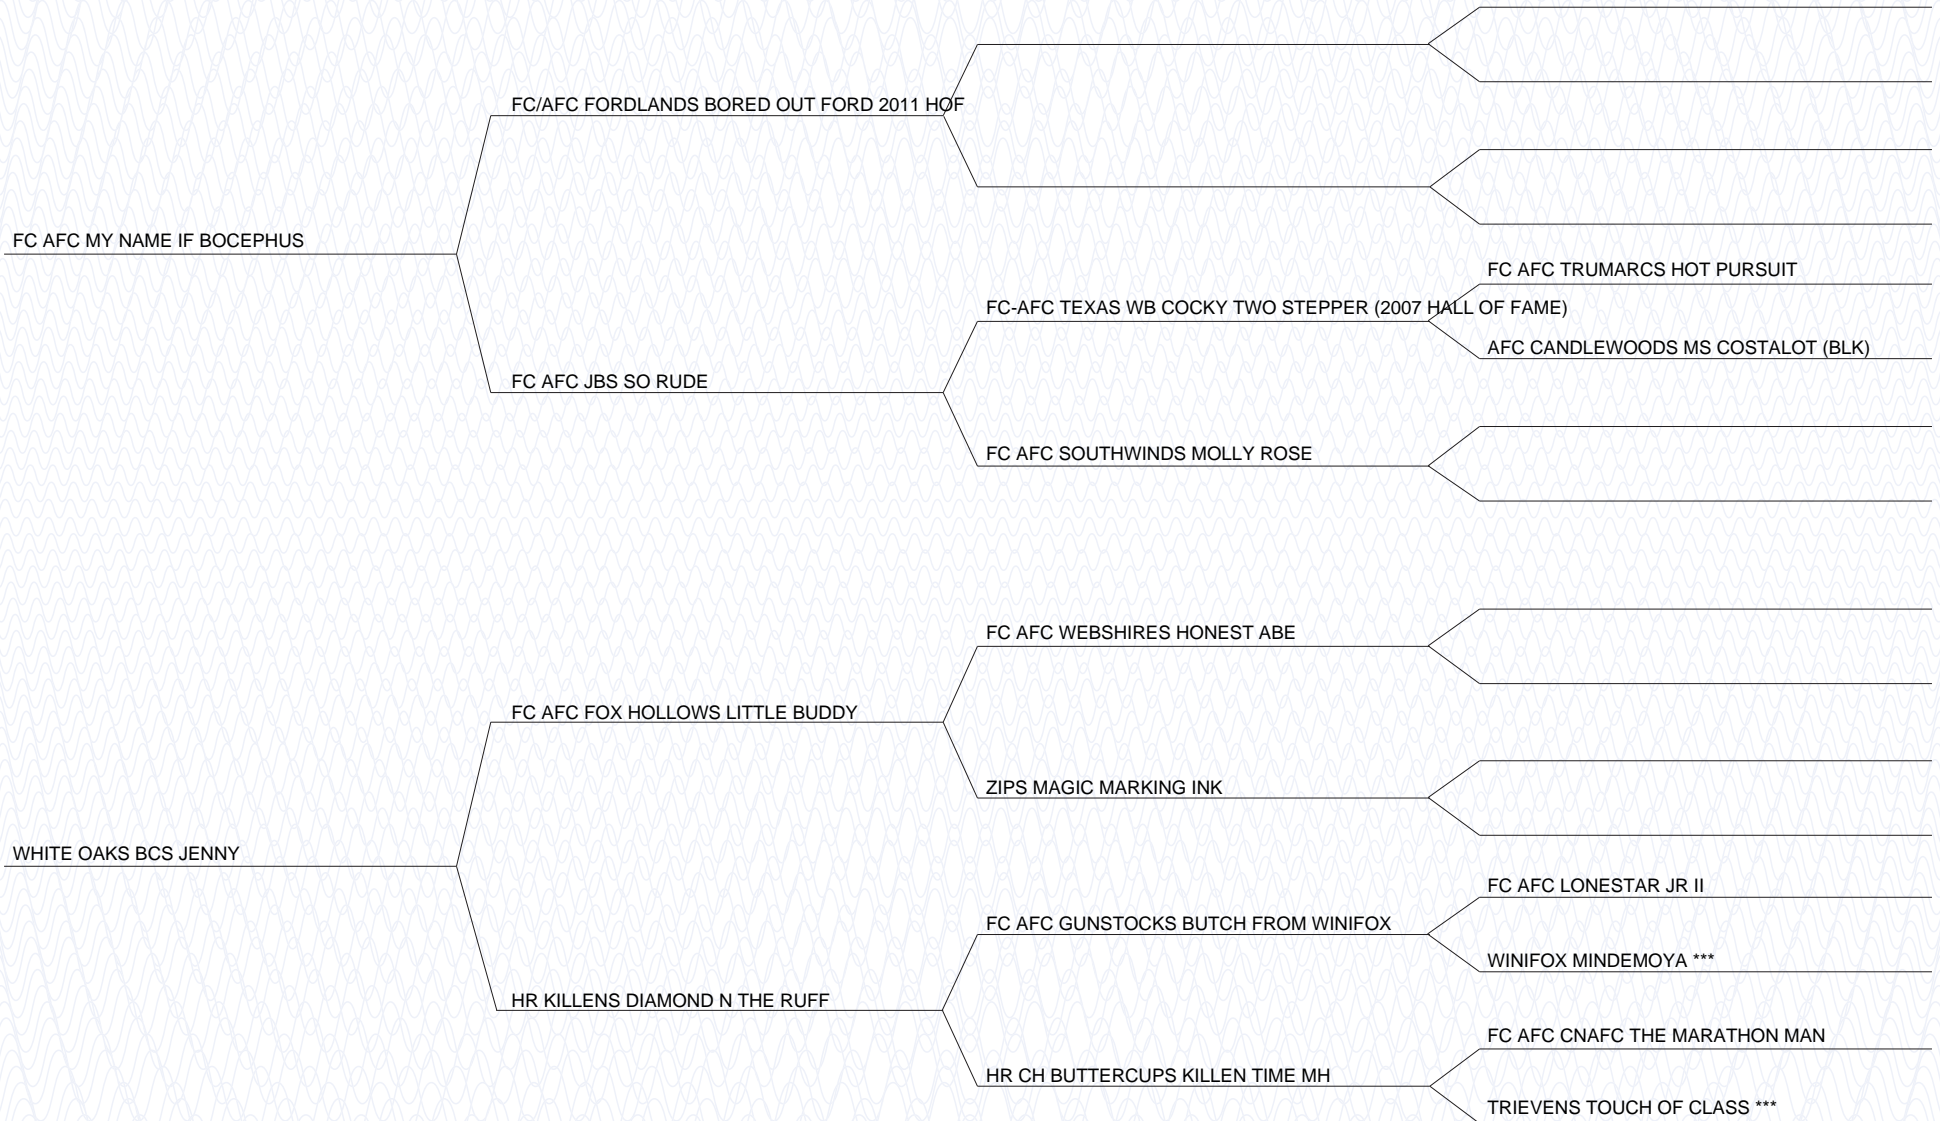 FC/AFC FORDLANDS BORED OUT FORD 2011 HOF
FC AFC MY NAME IF BOCEPHUS
FC AFC TRUMARCS HOT PURSUIT
FC-AFC TEXAS WB COCKY TWO STEPPER (2007 HALL OF FAME)
AFC CANDLEWOODS MS COSTALOT (BLK)
FC AFC JBS SO RUDE
FC AFC SOUTHWINDS MOLLY ROSE
FC AFC WEBSHIRES HONEST ABE
FC AFC FOX HOLLOWS LITTLE BUDDY
ZIPS MAGIC MARKING INK
WHITE OAKS BCS JENNY
FC AFC LONESTAR JR II
FC AFC GUNSTOCKS BUTCH FROM WINIFOX
WINIFOX MINDEMOYA ***
HR KILLENS DIAMOND N THE RUFF
FC AFC CNAFC THE MARATHON MAN
HR CH BUTTERCUPS KILLEN TIME MH
TRIEVENS TOUCH OF CLASS ***